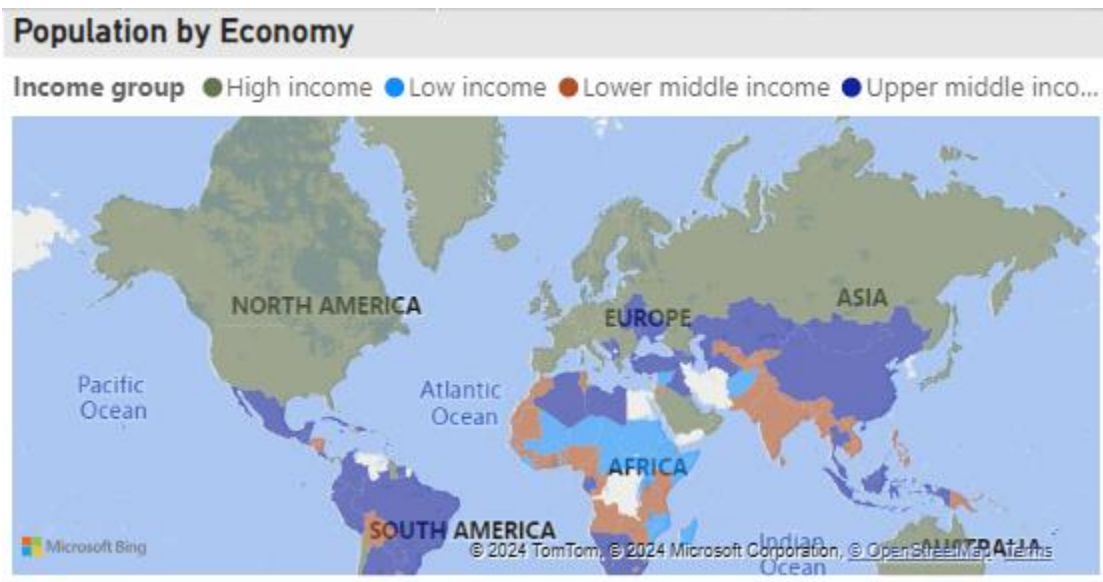 Population by Economy
Income group High income Low income Lower middle income Upper middle inco...
NORTH AMERICA
EUROPE
ASIA
Pacific
Ocean
Atlantic
Ocean
AFRICA
SOUTH AMERICA
Indian
Ocean
AUSTRALIA
Microsoft Bing
© 2024 TomTom, © 2024 Microsoft Corporation, © OpenStreetMap Terms